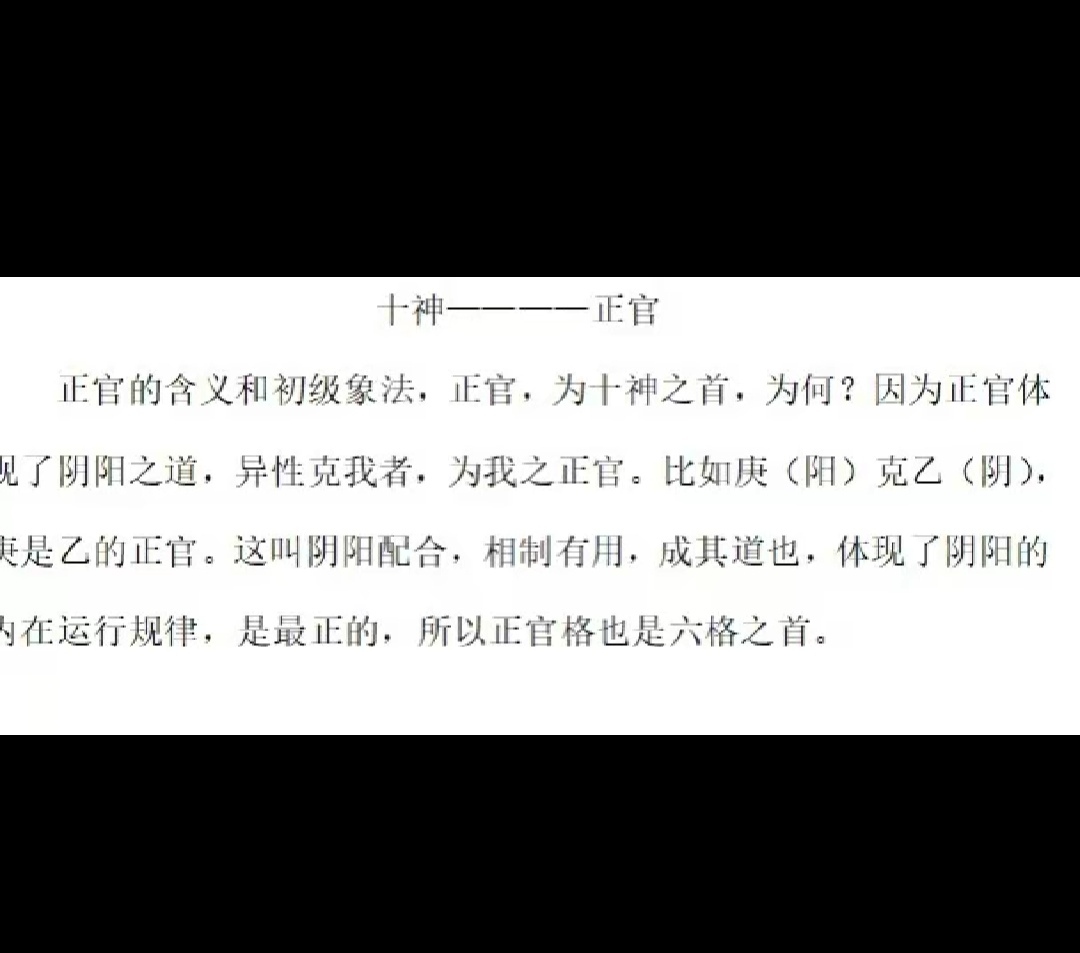 十神————正官
正官的含义和初级象法，正官，为十神之首，为何？因为正官体
现了阴阳之道，异性克我者，为我之正官。比如庚（阳）克乙（阴），
庚是乙的正官。这叫阴阳配合，相制有用，成其道也，体现了阴阳的
内在运行规律，是最正的，所以正官格也是六格之首。